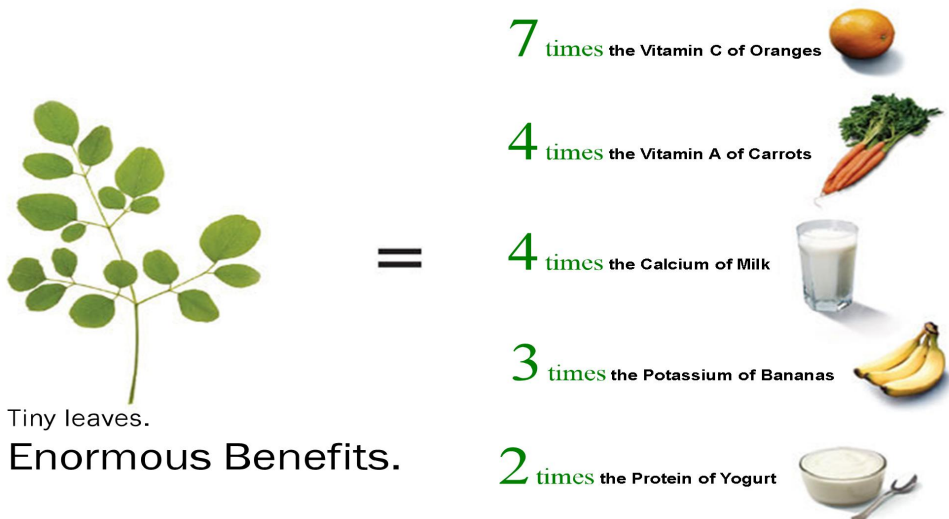 7 times the Vitamin C of Oranges
4 times the Vitamin A of Carrots
4 times the Calcium of Milk
3 times the Potassium of Bananas
2 times the Protein of Yogurt
Tiny leaves.
Enormous Benefits.